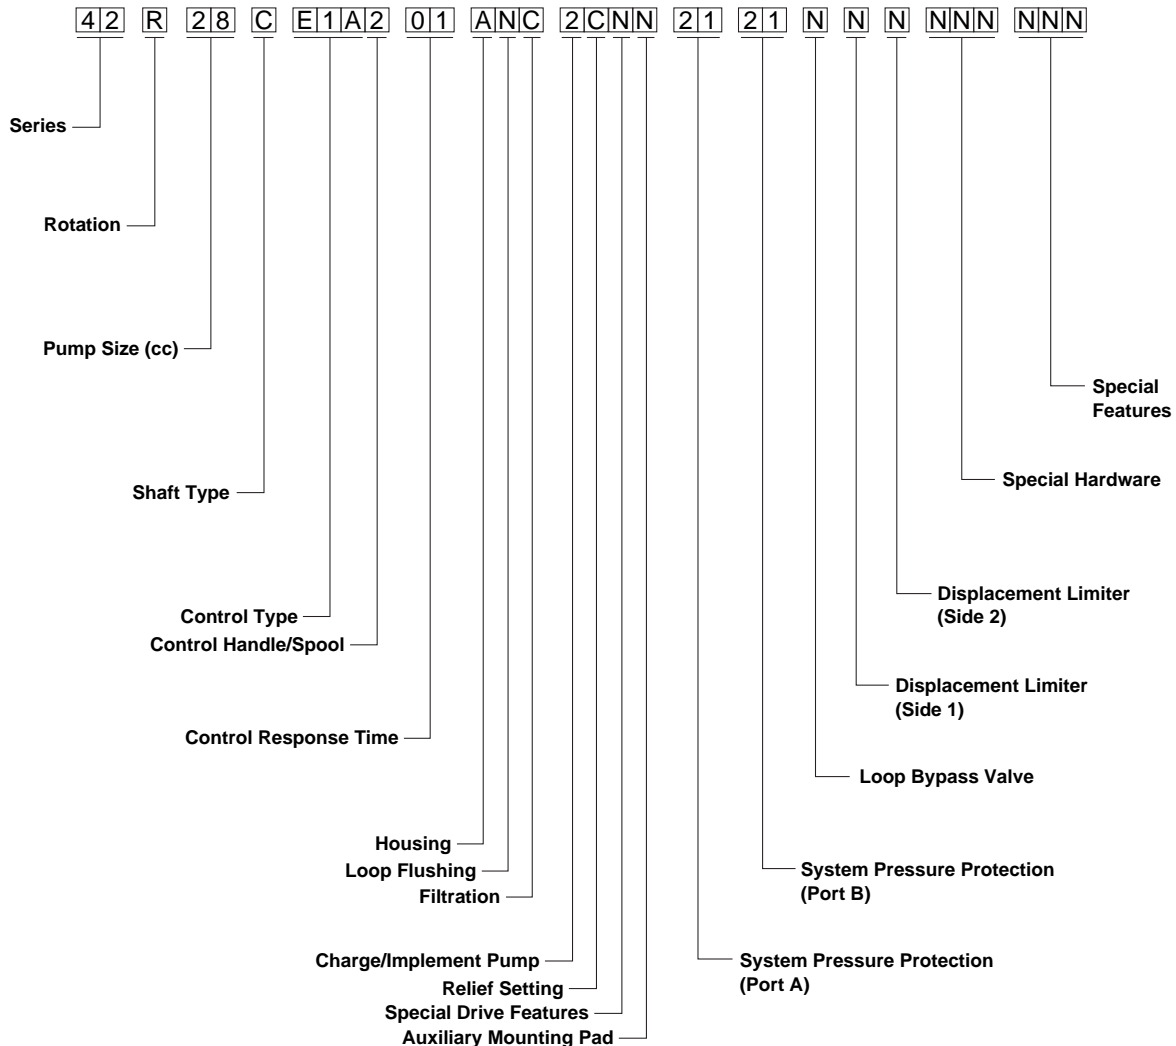 42 R 28 C E1A2 01 ANC 2CNN 21 21 N N N NNN NNN
Series
Rotation
Pump Size (cc)
Special
Features
Shaft Type
Special Hardware
Displacement Limiter
(Side 2)
Control Type
Control Handle/Spool
Displacement Limiter
(Side 1)
Control Response Time
Loop Bypass Valve
Housing
Loop Flushing
Filtration
System Pressure Protection
(Port B)
Charge/Implement Pump
Relief Setting
Special Drive Features
Auxiliary Mounting Pad
System Pressure Protection
(Port A)